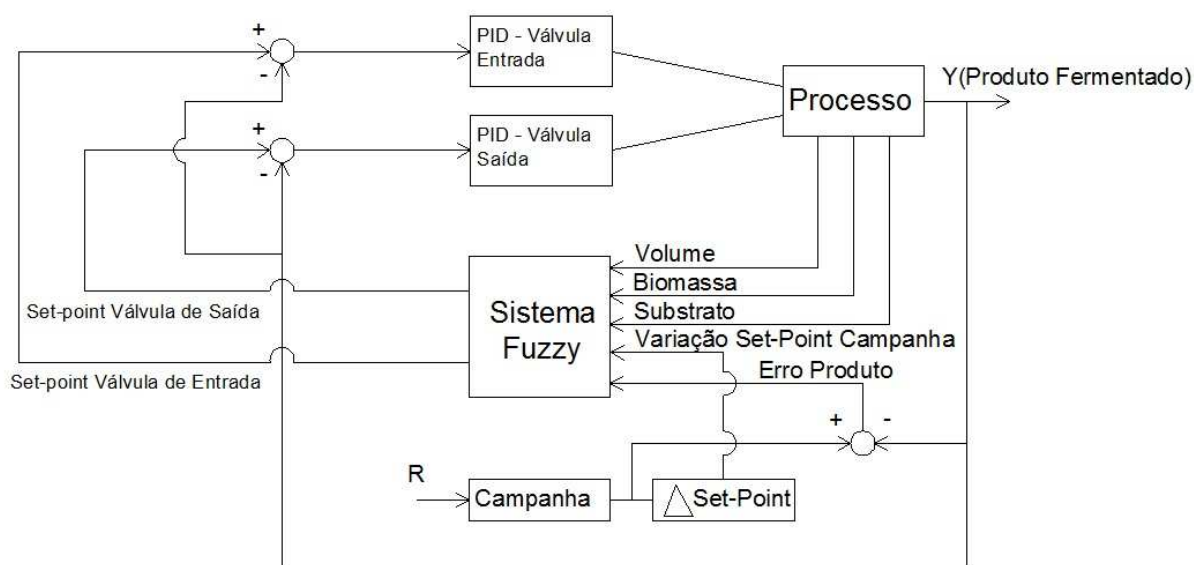 +
-
PID - Válvula
Entrada
Processo
Y(Produto Fermentado)
+
-
PID - Válvula
Saída
Volume
Biomassa
Substrato
Variação Set-Point Campanha
Erro Produto
Sistema
Fuzzy
Set-point Válvula de Saída
Set-point Válvula de Entrada
+
-
R
Campanha
△Set-Point